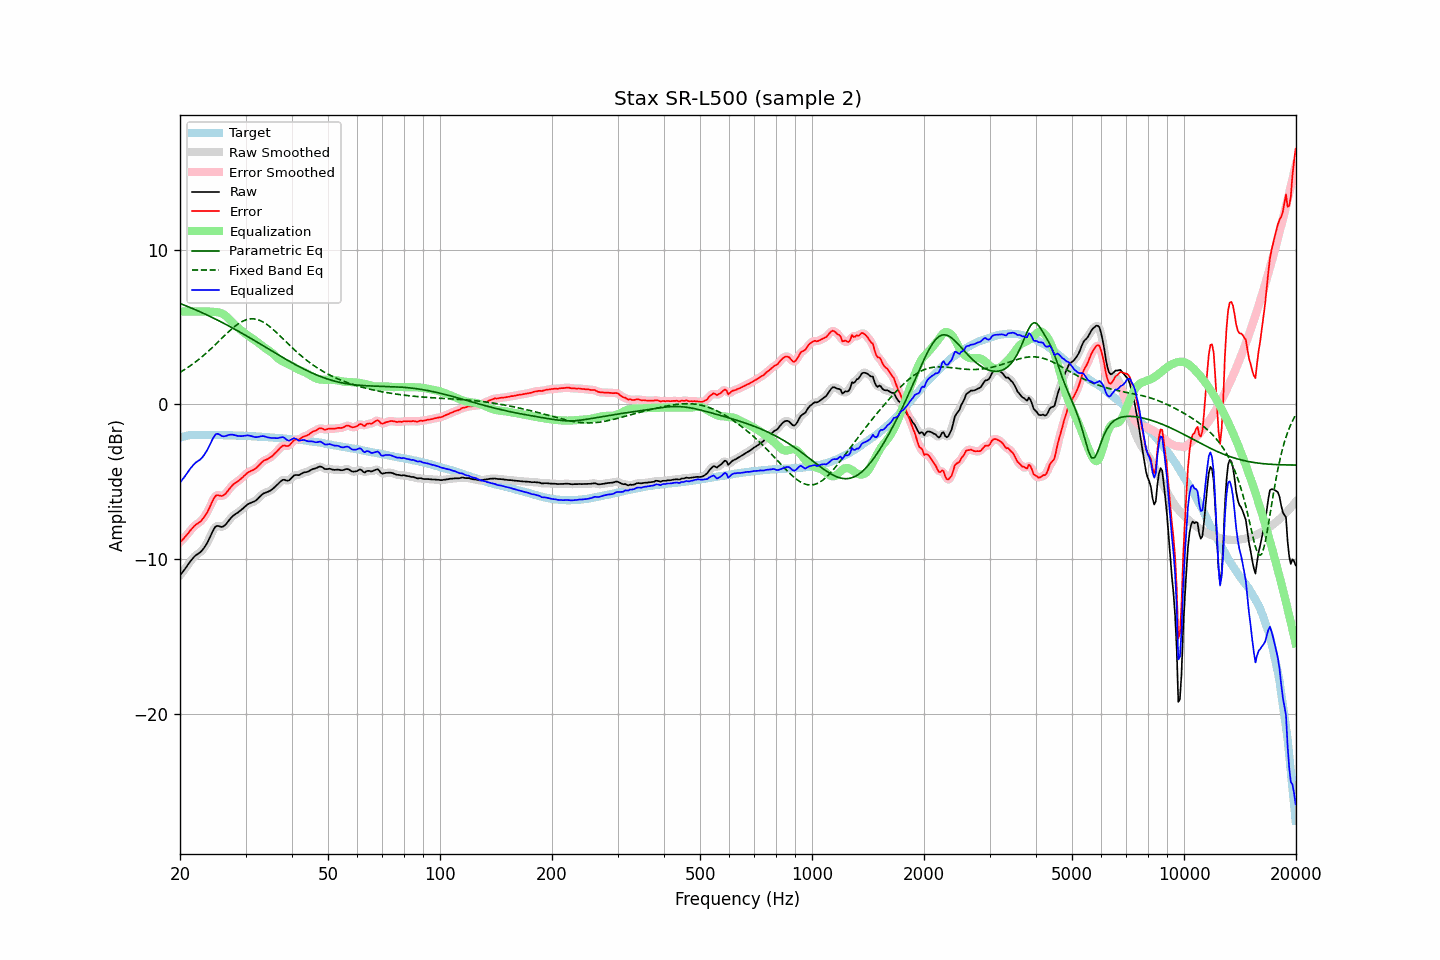 Stax SR-L500 (sample 2)
Target
Raw Smoothed
Error Smoothed
Raw
Error
Equalization
Parametric Eq
Fixed Band Eq
Equalized
10
0
−10
−20
Amplitude (dBr)
20 50 100 200 500 1000 2000 5000 10000 20000
Frequency (Hz)